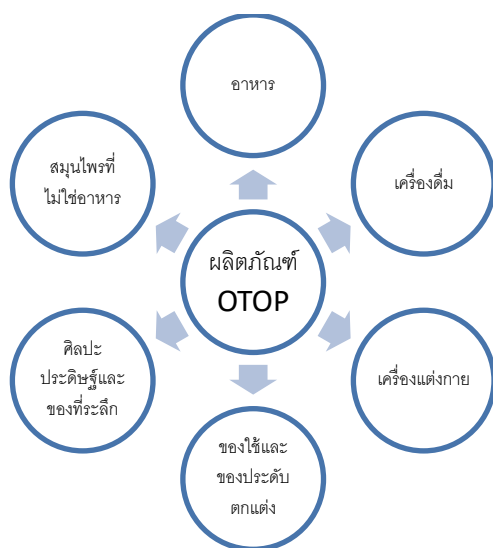 อาหาร
เครื่องดื่ม
เครื่องแต่งกาย
ของใช้และ
ของประดับ
ตกแต่ง
ศิลปะ
ประดิษฐ์และ
ของที่ระลึก
สมุนไพรที่
ไม่ใช่อาหาร
ผลิตภัณฑ์
OTOP